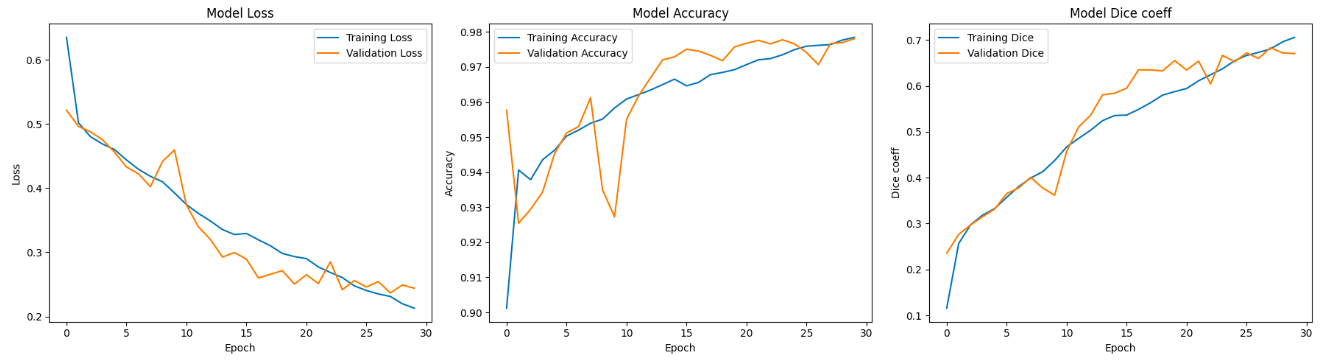 Model Loss
Training Loss
Validation Loss
Loss
0.6
0.5
0.4
0.3
0.2
0 5 10 15 20 25 30
Epoch
Model Accuracy
Training Accuracy
Validation Accuracy
Accuracy
0.98
0.97
0.96
0.95
0.94
0.93
0.92
0.91
0.90
0 5 10 15 20 25 30
Epoch
Model Dice coeff
Training Dice
Validation Dice
Dice coeff
0.7
0.6
0.5
0.4
0.3
0.2
0.1
0 5 10 15 20 25 30
Epoch